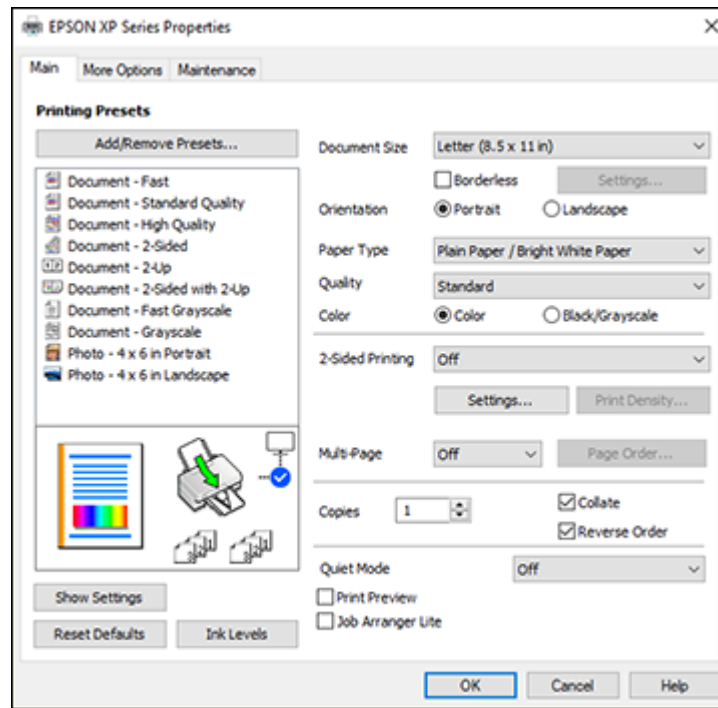 EPSON XP Series Properties
Main More Options Maintenance
Printing Presets
Add/Remove Presets...
Document - Fast
Document - Standard Quality
Document - High Quality
Document - 2-Sided
Document - 2-Up
Document - 2-Sided with 2-Up
Document - Fast Grayscale
Document - Grayscale
Photo - 4 x 6 in Portrait
Photo - 4 x 6 in Landscape
Show Settings
Reset Defaults Ink Levels
Document Size Letter (8.5 x 11 in)
Borderless Settings...
Orientation Portrait Landscape
Paper Type Plain Paper / Bright White Paper
Quality Standard
Color Color Black/Grayscale
2-Sided Printing Off
Settings... Print Density...
Multi-Page Off Page Order...
Copies 1 Collate
Reverse Order
Quiet Mode Off
Print Preview
Job Arranger Lite
OK Cancel Help